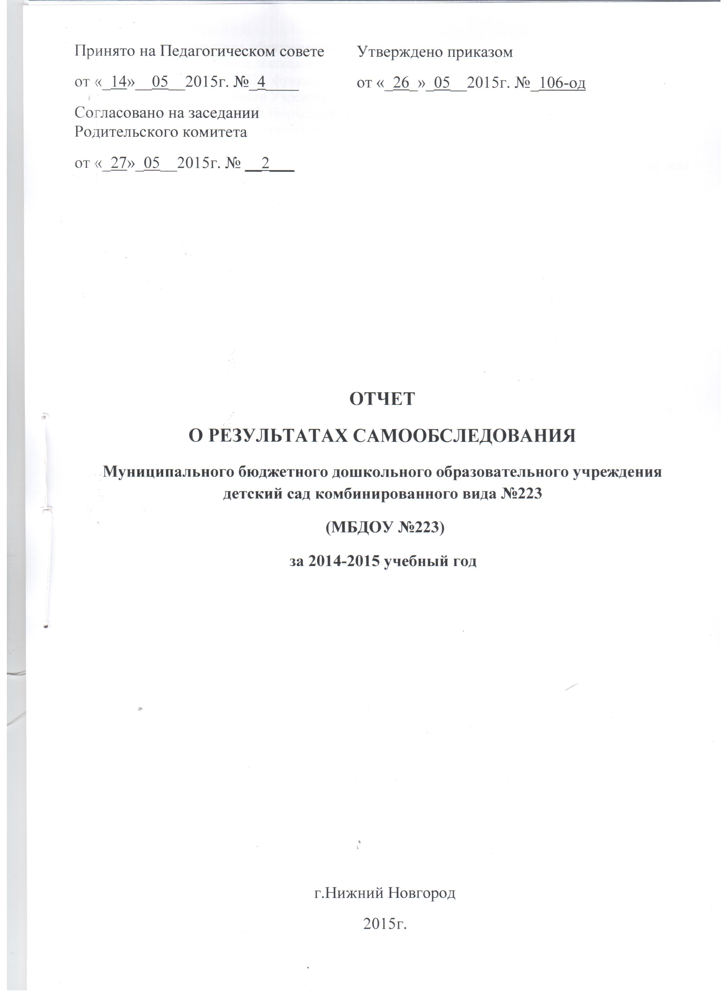 Принято на Педагогическом совете
от «_14»__05__2015г. №_4____
Согласовано на заседании
Родительского комитета
от «_27»_05__2015г. № __2___
Утверждено приказом
от «_26_»_05__2015г. №_106-од
ОТЧЕТ
О РЕЗУЛЬТАТАХ САМООБСЛЕДОВАНИЯ
Муниципального бюджетного дошкольного образовательного учреждения
детский сад комбинированного вида №223
(МБДОУ №223)
за 2014-2015 учебный год
г.Нижний Новгород
2015г.